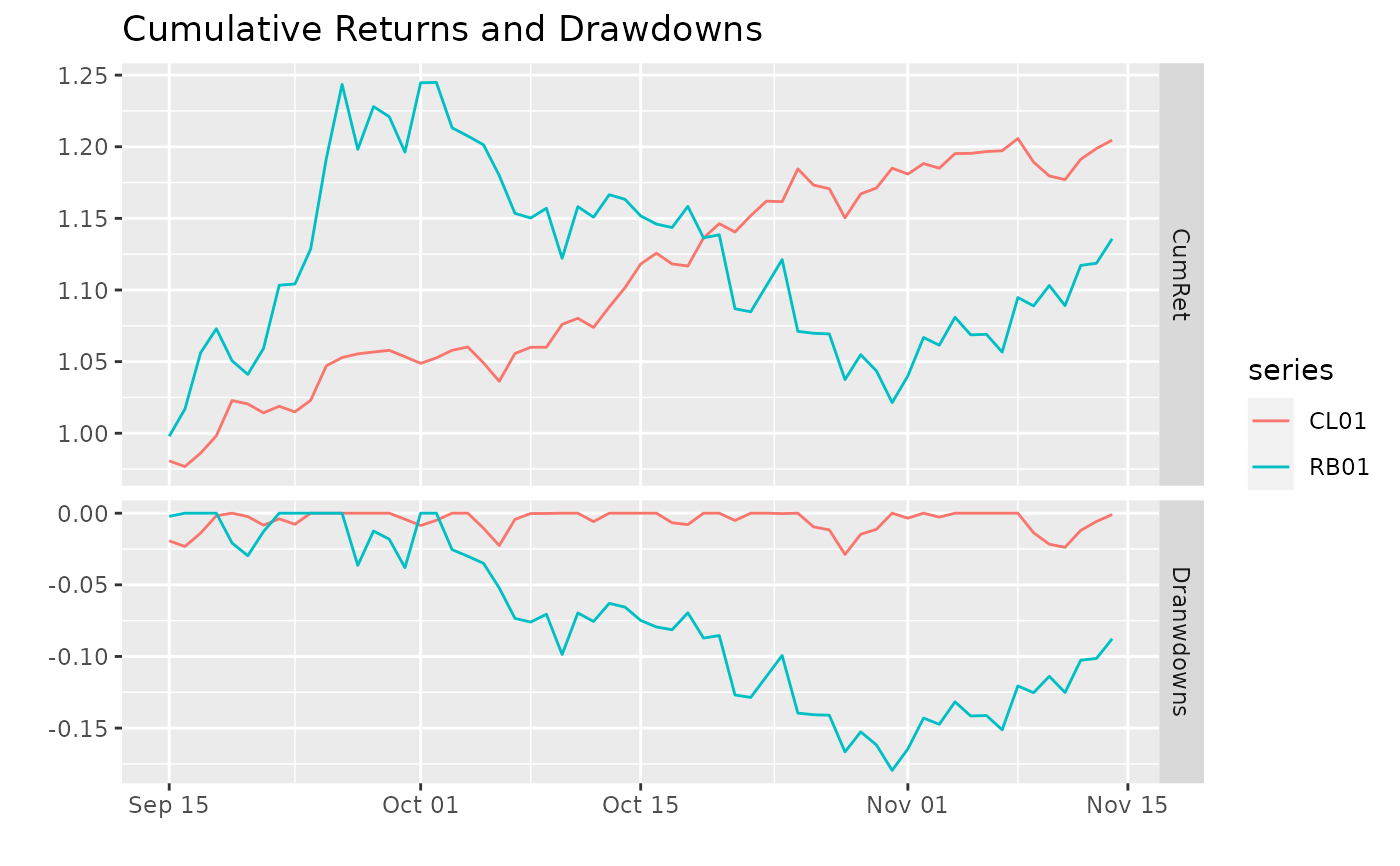 Cumulative Returns and Drawdowns
1.25
1.20
1.15
1.10
1.05
1.00
CumRet
0.00
-0.05
-0.10
-0.15
Dranwdowns
Sep 15
Oct 01
Oct 15
Nov 01
Nov 15
series
CL01
RB01